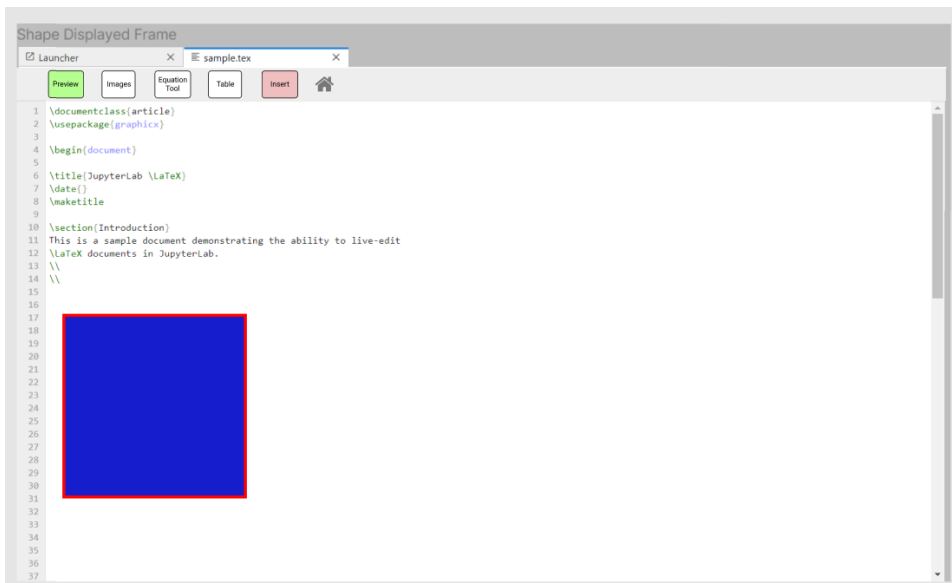 Shape Displayed Frame
Launcher
sample.tex
Preview
Images
Equation
Tool
Table
Insert
1 \documentclass{article}
2 \usepackage{graphicx}
3
4 \begin{document}
5
6 \title{JupyterLab \LaTeX}
7 \date{}
8 \maketitle
9
10 \section{Introduction}
11 This is a sample document demonstrating the ability to live-edit
12 \LaTeX documents in JupyterLab.
13 \\
14 \\
15
16
17
18
19
20
21
22
23
24
25
26
27
28
29
30
31
32
33
34
35
36
37